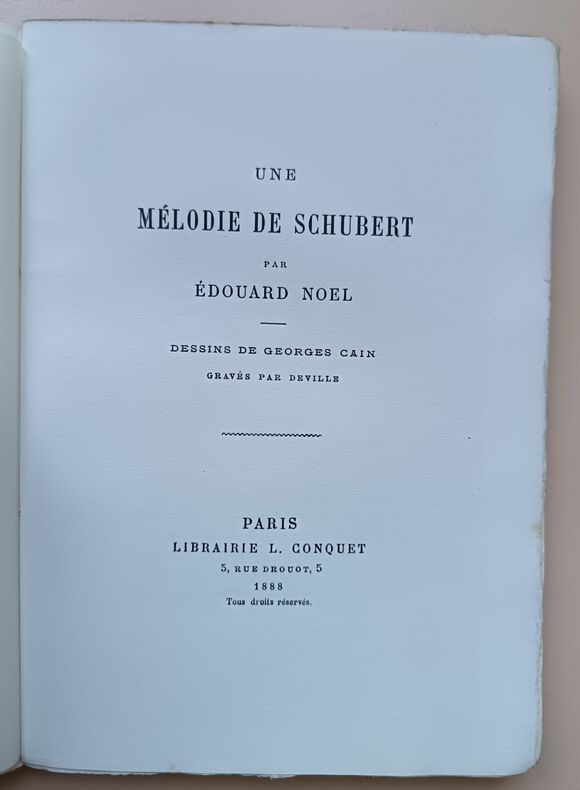 UNE
MÉLODIE DE SCHUBERT
PAR
ÉDOUARD NOEL
DESSINS DE GEORGES CAIN
GRAVÉS PAR DEVILLE
PARIS
LIBRAIRIE L. CONQUET
5, RUE DROUOT, 5
1888
Tous droits réservés.